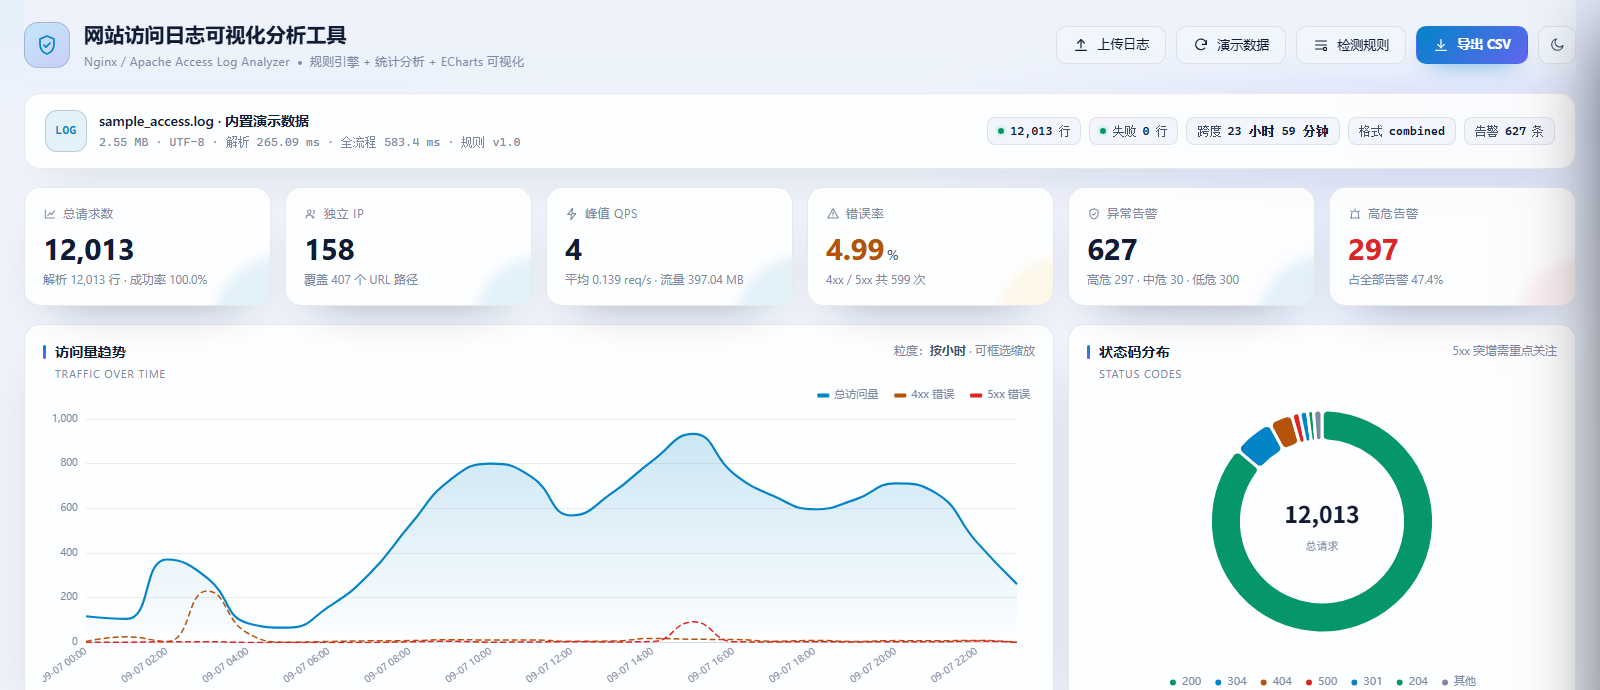 网站访问日志可视化分析工具
Nginx / Apache Access Log Analyzer • 规则引擎 + 统计分析 + ECharts 可视化
上传日志
演示数据
检测规则
导出 CSV
LOG
sample_access.log · 内置演示数据
2.55 MB · UTF-8 · 解析 265.09 ms · 全流程 583.4 ms · 规则 v1.0
12,013 行
失败 0 行
跨度 23 小时 59 分钟
格式 combined
告警 627 条
总请求数
12,013
解析 12,013 行 · 成功率 100.0%
独立 IP
158
覆盖 407 个 URL 路径
峰值 QPS
4
平均 0.139 req/s · 流量 397.04 MB
错误率
4.99 %
4xx / 5xx 共 599 次
异常告警
627
高危 297 · 中危 30 · 低危 300
高危告警
297
占全部告警 47.4%
访问量趋势
TRAFFIC OVER TIME
粒度：按小时 · 可框选缩放
总访问量
4xx 错误
5xx 错误
1,000
800
600
400
200
0
09-07 00:00
09-07 02:00
09-07 04:00
09-07 06:00
09-07 08:00
09-07 10:00
09-07 12:00
09-07 14:00
09-07 16:00
09-07 18:00
09-07 20:00
09-07 22:00
状态码分布
STATUS CODES
5xx 突增需重点关注
12,013
总请求
200
304
404
500
301
204
其他